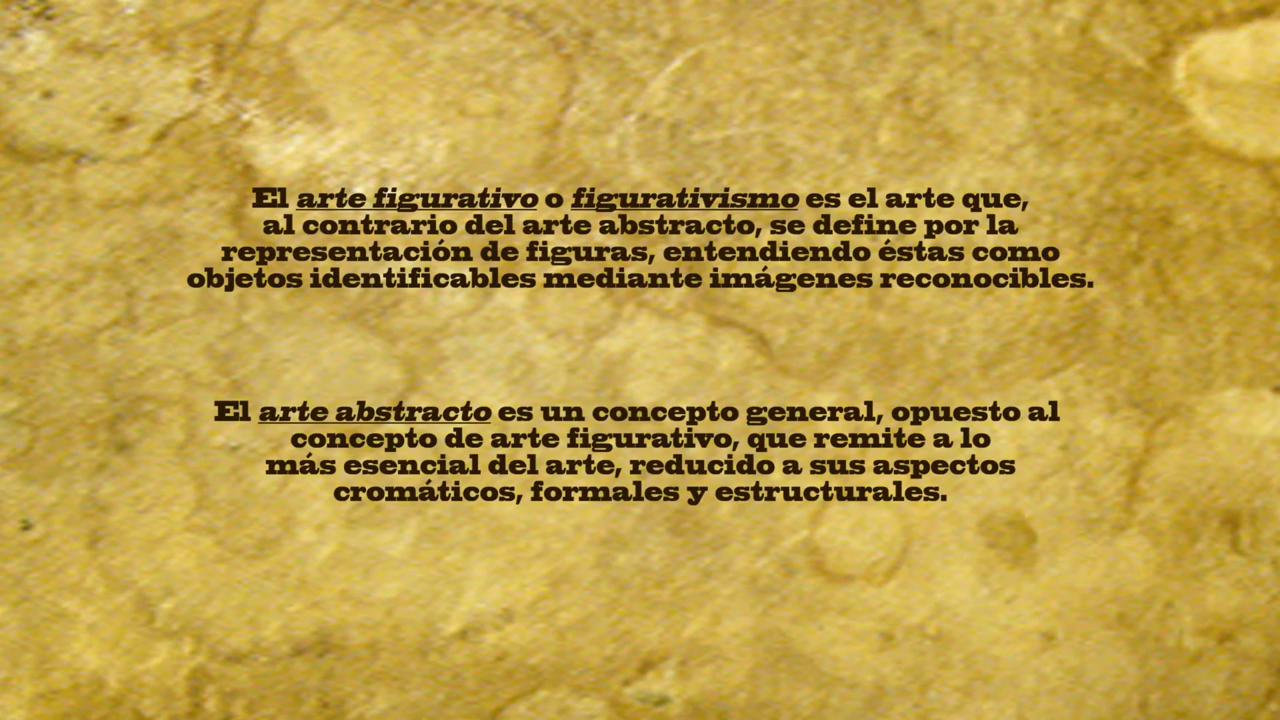 El arte figurativo o figurativismo es el arte que,
al contrario del arte abstracto, se define por la
representación de figuras, entendiendo éstas como
objetos identificables mediante imágenes reconocibles.
El arte abstracto es un concepto general, opuesto al
concepto de arte figurativo, que remite a lo
más esencial del arte, reducido a sus aspectos
cromáticos, formales y estructurales.